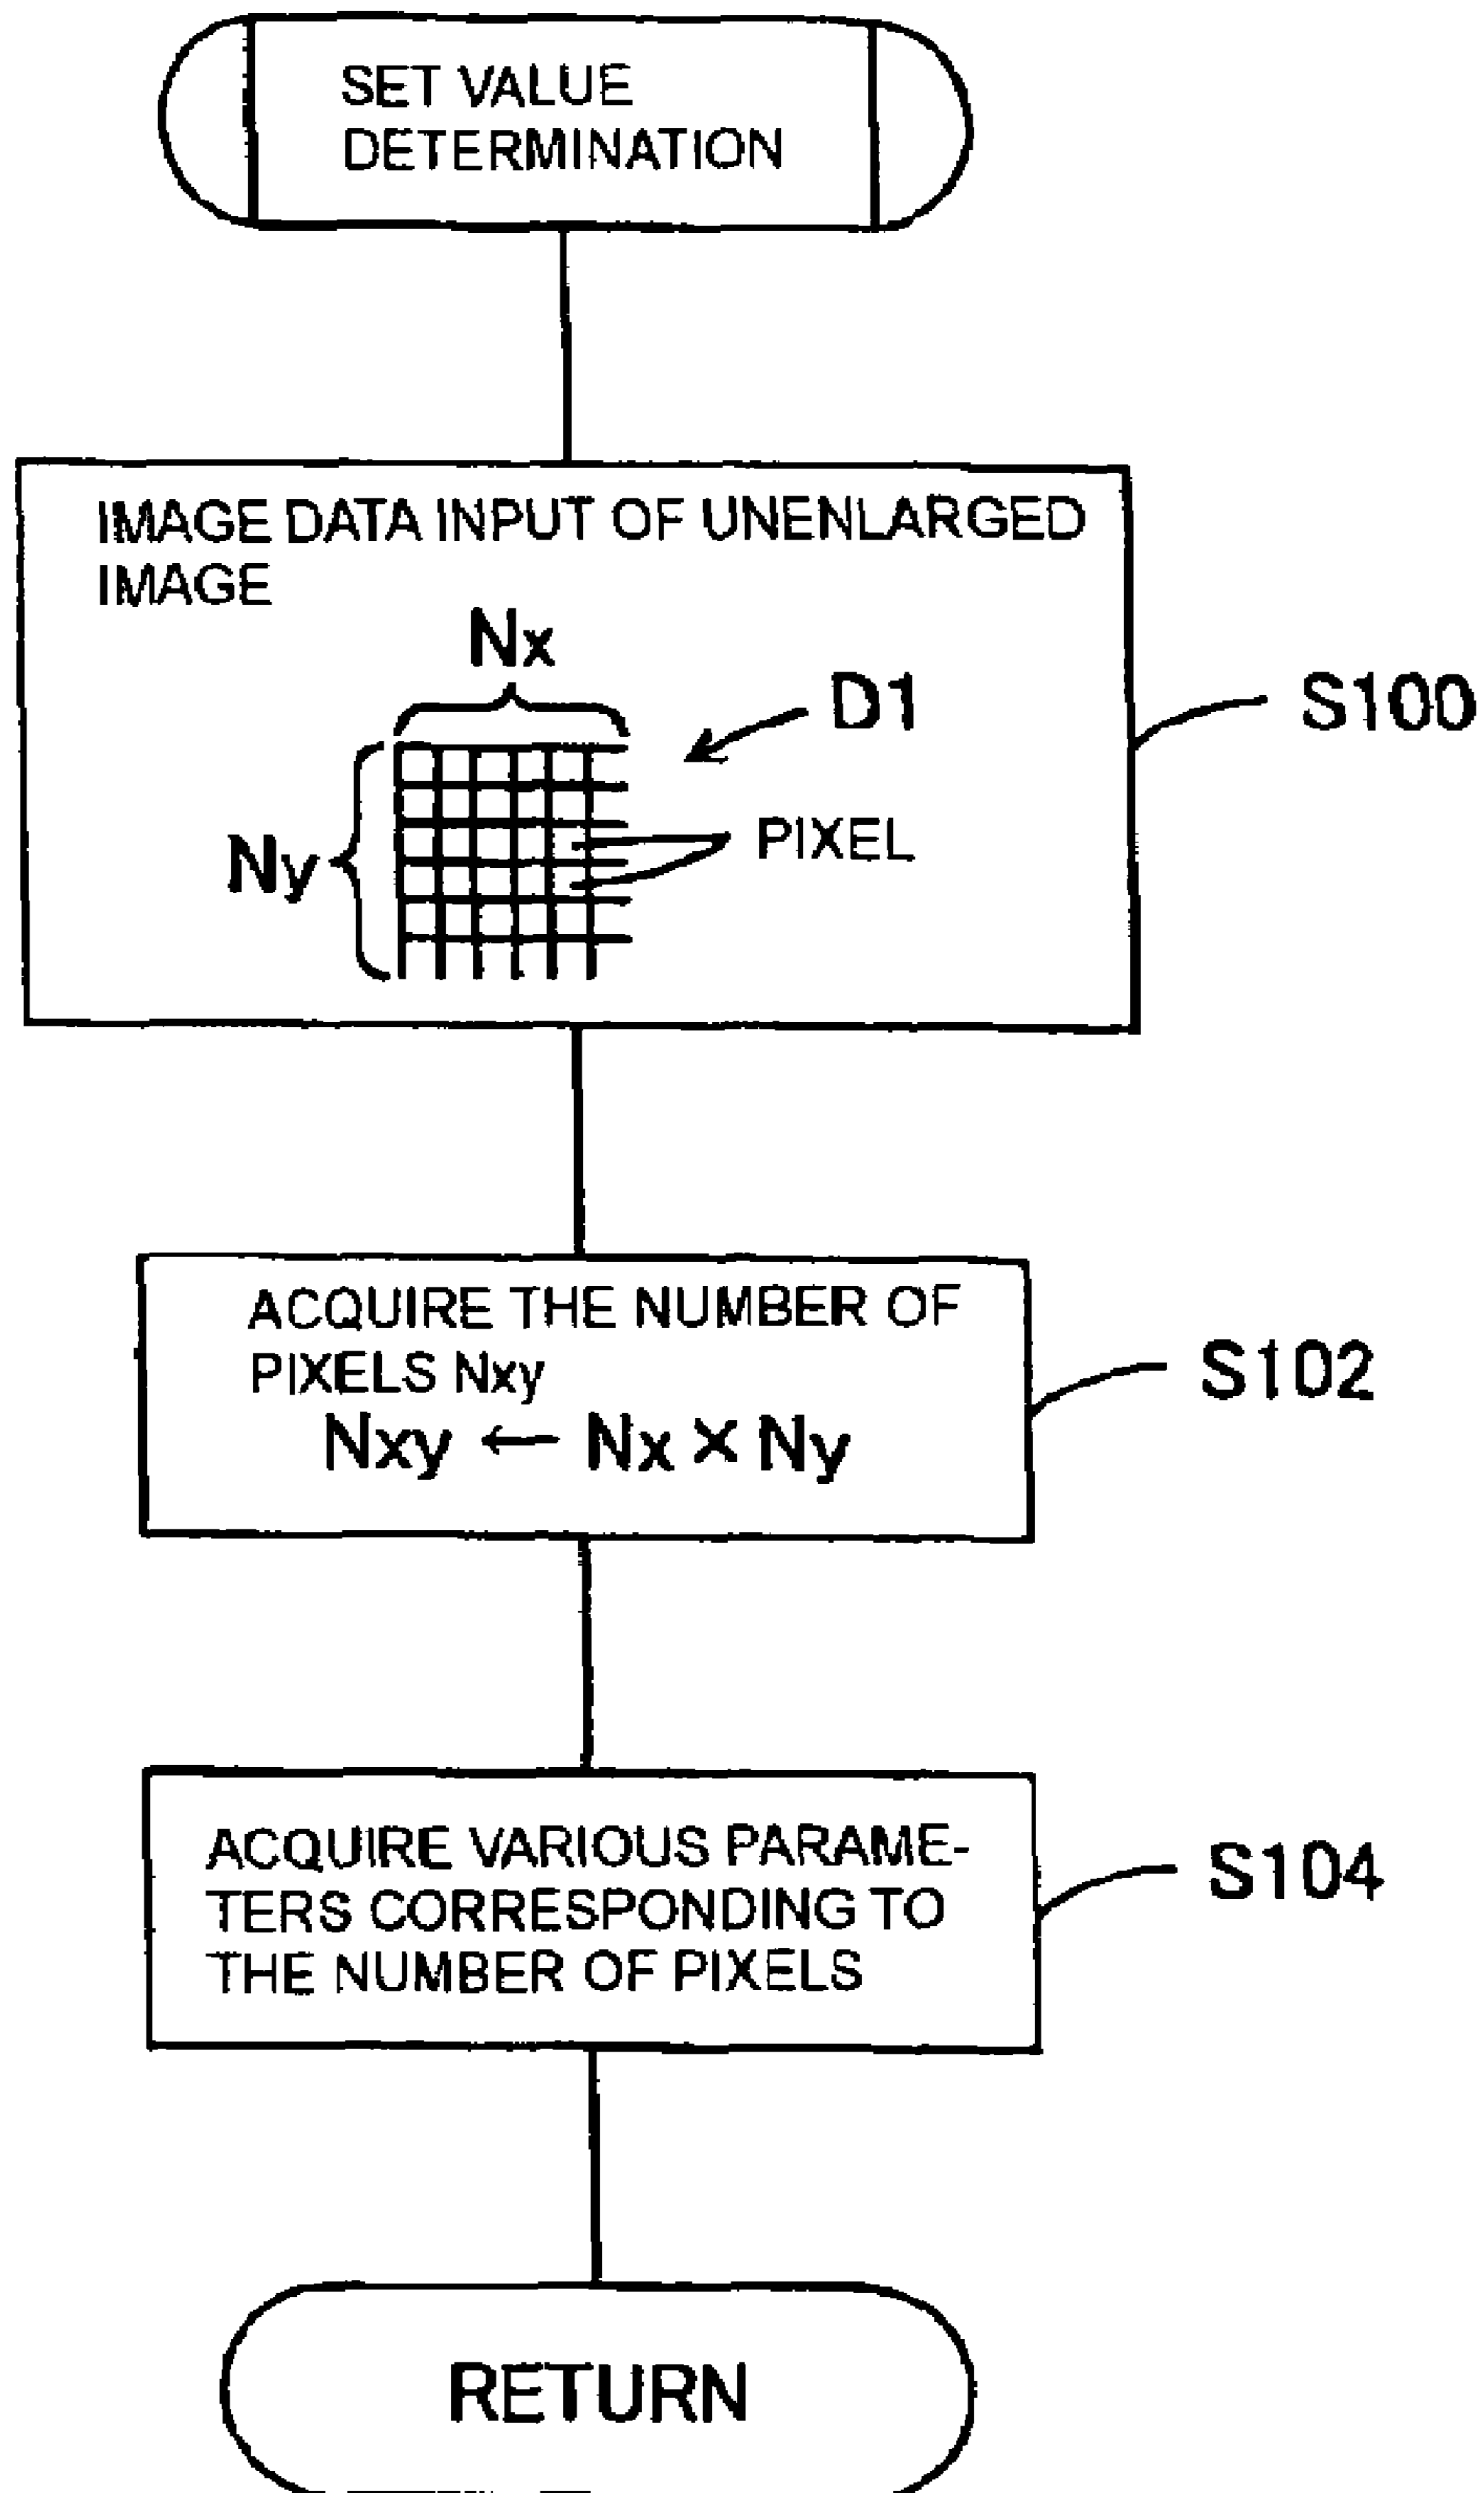 SET VALUE
DETERMINATION
IMAGE DATA INPUT OF UNENLARGED
IMAGE
Nx
D1
S100
PIXEL
Ny
ACQUIRE THE NUMBER OF
PIXELS Nxy
Nxy ← Nx × Ny
S102
ACQUIRE VARIOUS PARAME-
TERS CORRESPONDING TO
THE NUMBER OF PIXELS
S104
RETURN